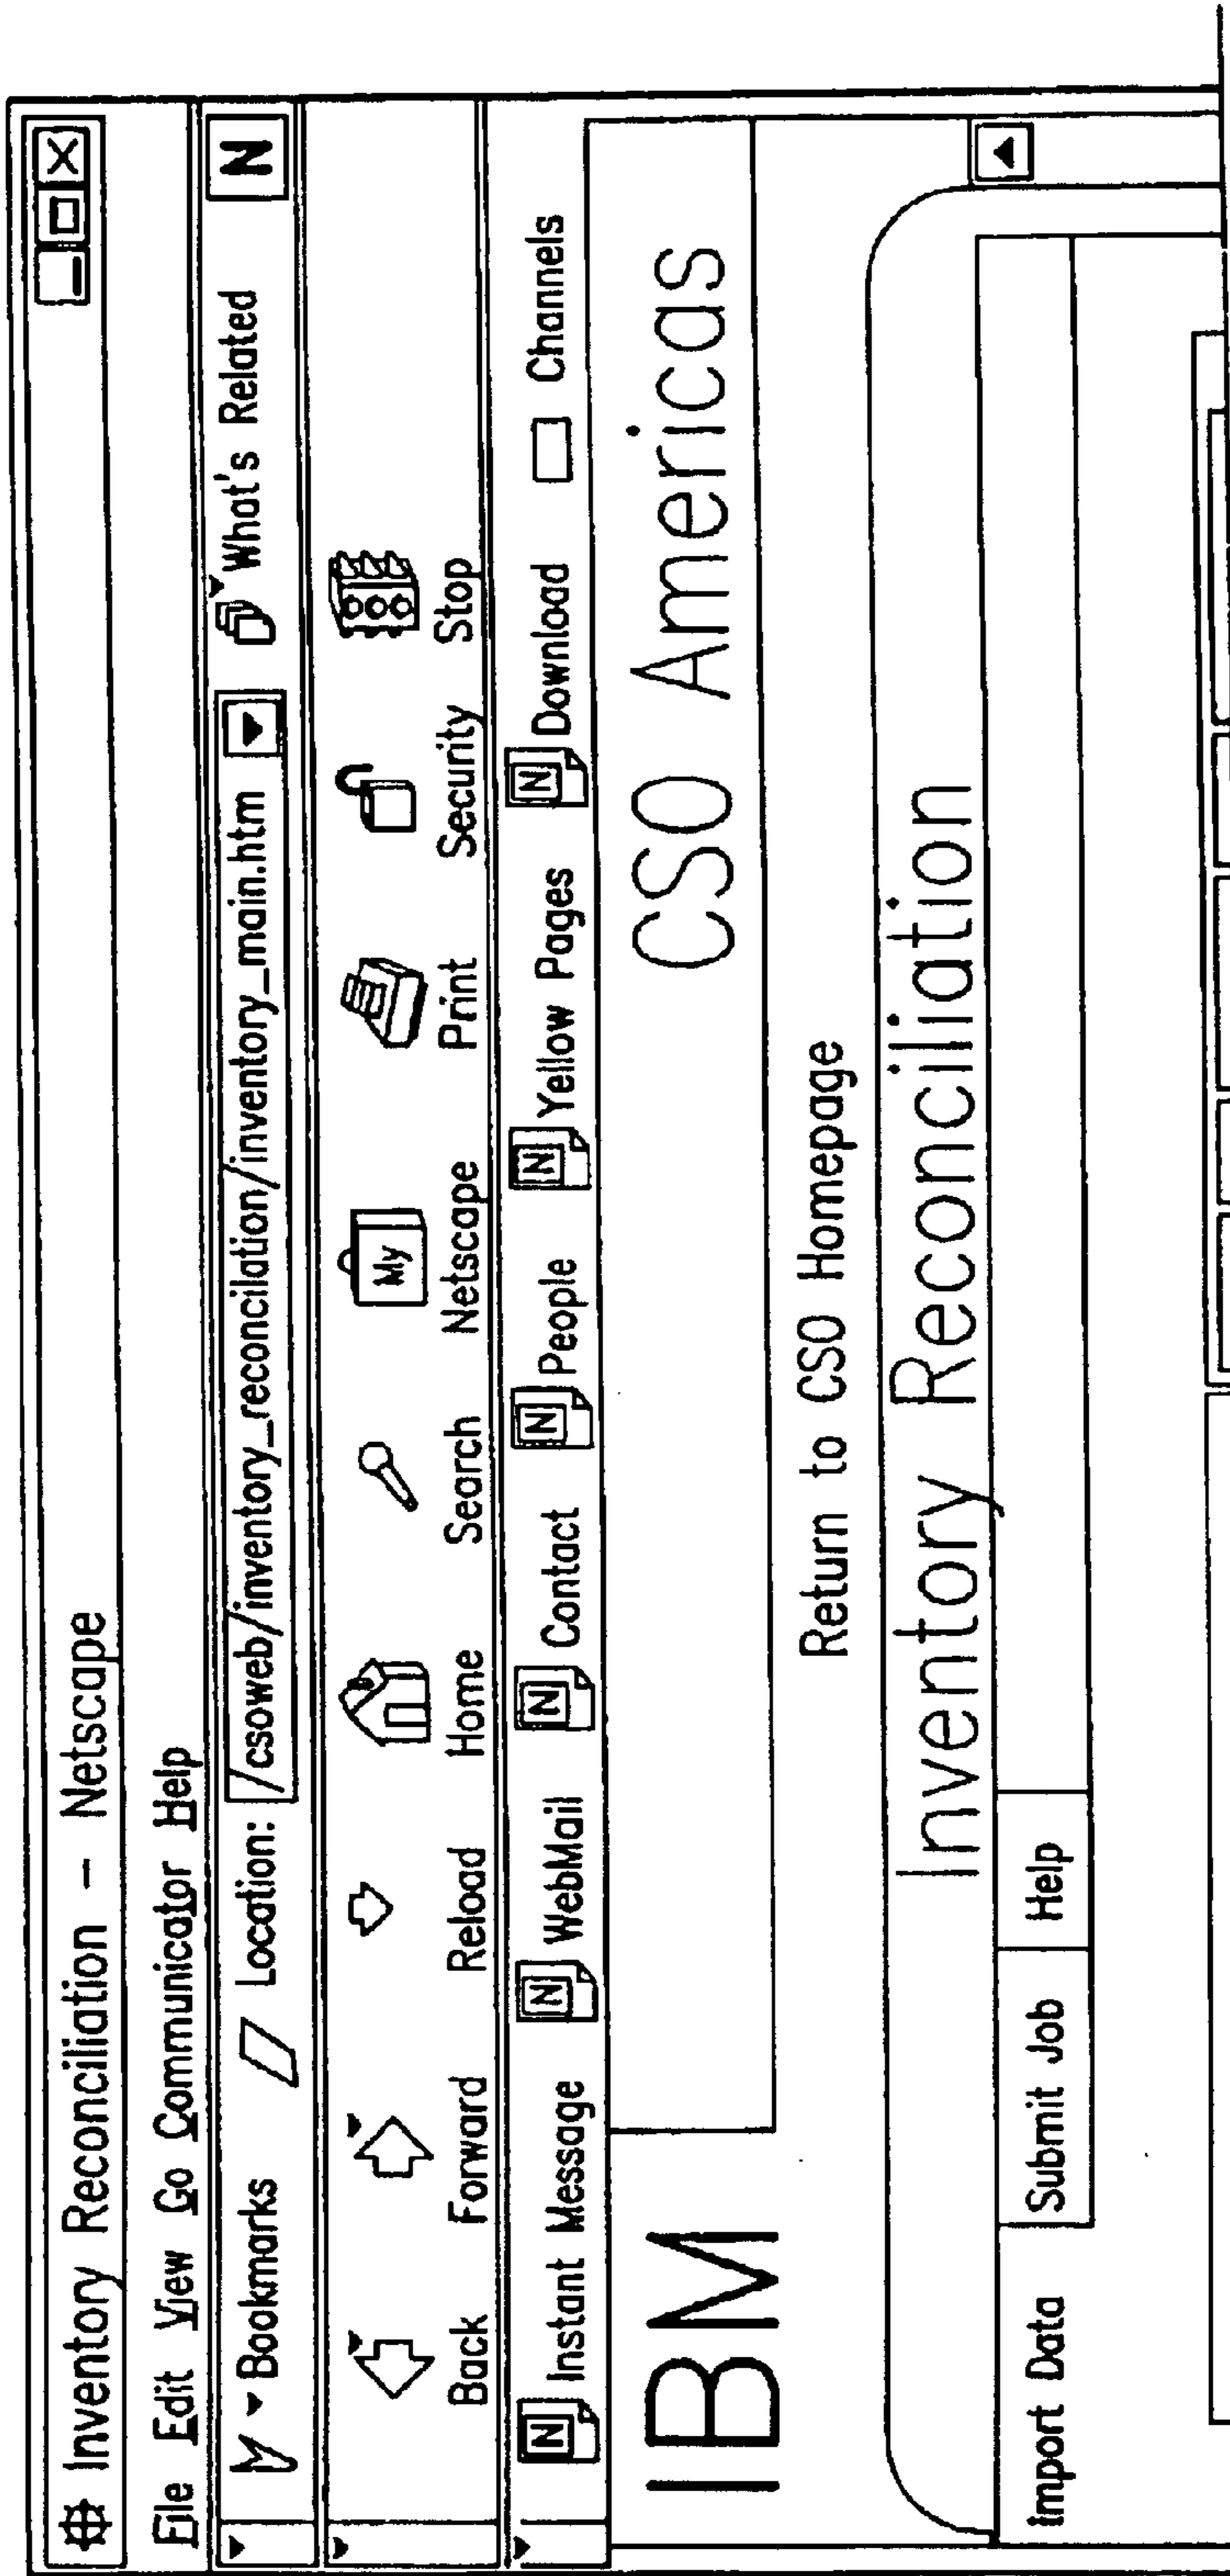 Inventory Reconciliation – Netscape
File Edit View Go Communicator Help
Bookmarks Location: /csoweb/inventory_reconcilation/inventory_main.htm What's Related N
My
Back Forward Reload Home Search Netscape Print Security Stop
N Instant Message N WebMail N Contact N People N Yellow Pages N Download Channels
IBM CSO Americas
Return to CSO Homepage
Inventory Reconciliation
Import Data Submit Job Help